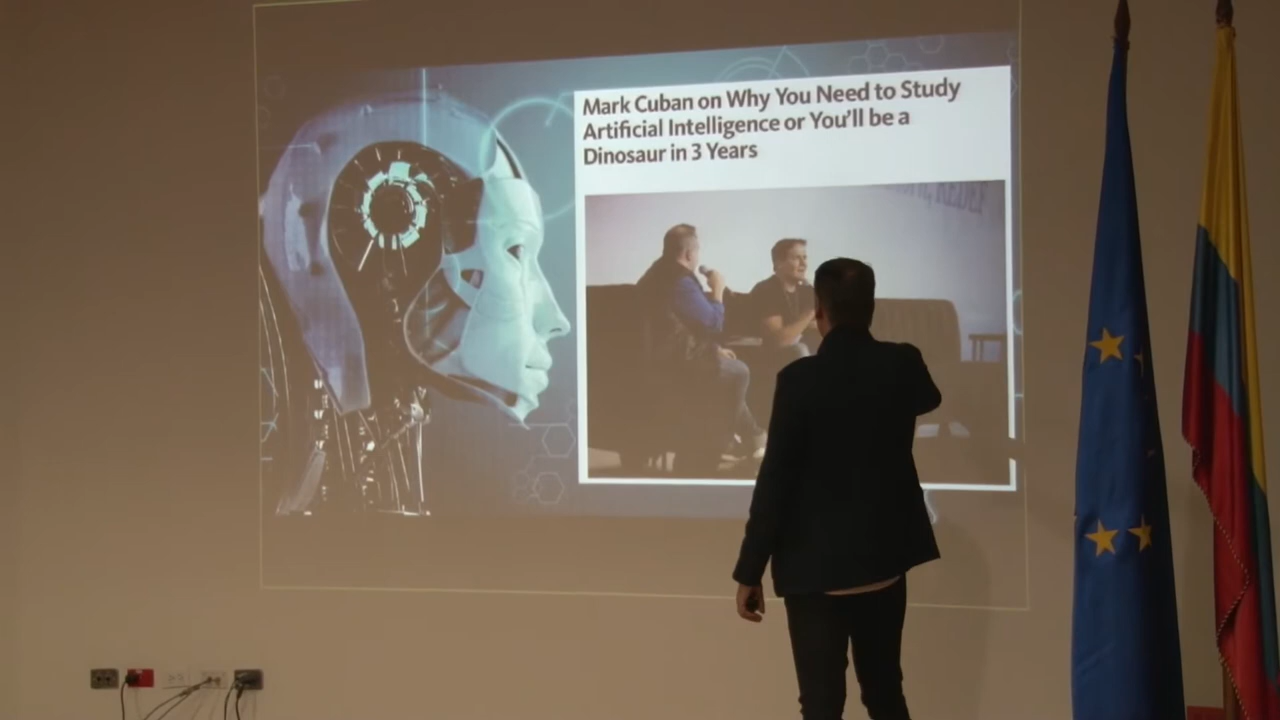 Mark Cuban on Why You Need to Study
Artificial Intelligence or You'll be a
Dinosaur in 3 Years